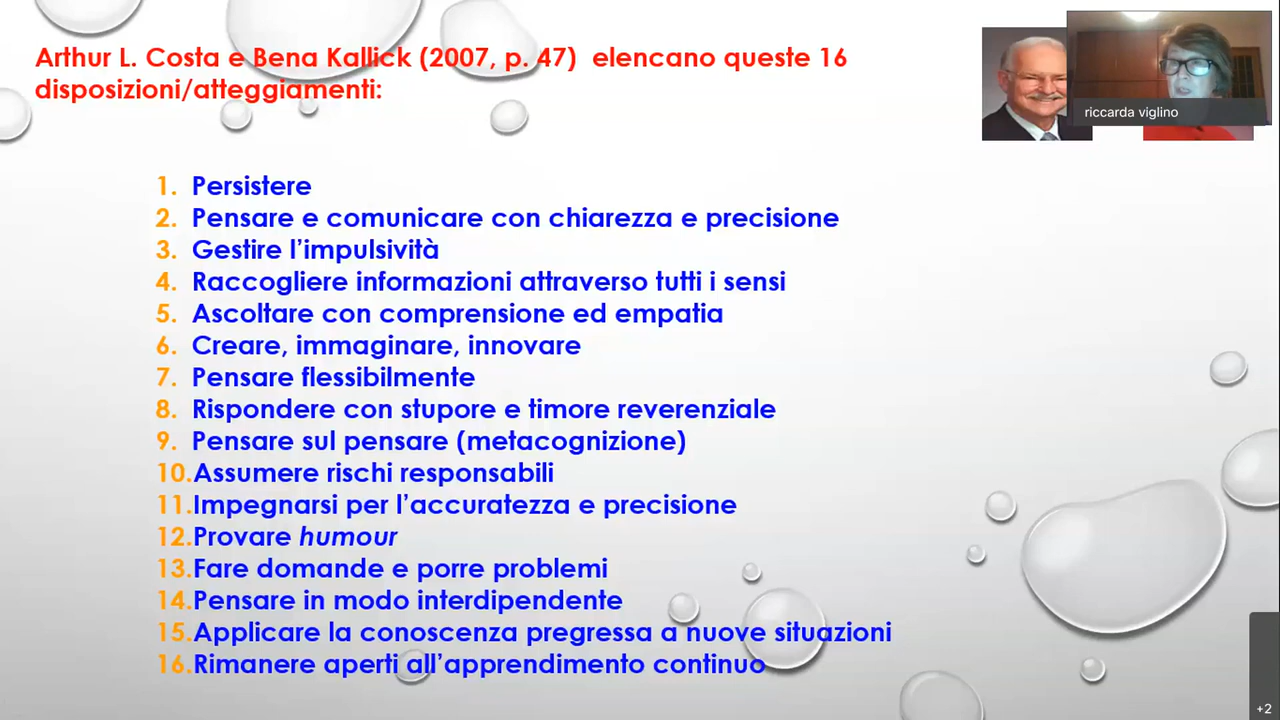 Arthur L. Costa e Bena Kallick (2007, p. 47) elencano queste 16
disposizioni/atteggiamenti:
riccarda viglino
1. Persistere
2. Pensare e comunicare con chiarezza e precisione
3. Gestire l’impulsività
4. Raccogliere informazioni attraverso tutti i sensi
5. Ascoltare con comprensione ed empatia
6. Creare, immaginare, innovare
7. Pensare flessibilmente
8. Rispondere con stupore e timore reverenziale
9. Pensare sul pensare (metacognizione)
10.Assumere rischi responsabili
11.Impegnarsi per l’accuratezza e precisione
12.Provare humour
13.Fare domande e porre problemi
14.Pensare in modo interdipendente
15.Applicare la conoscenza pregressa a nuove situazioni
16.Rimanere aperti all’apprendimento continuo
+2